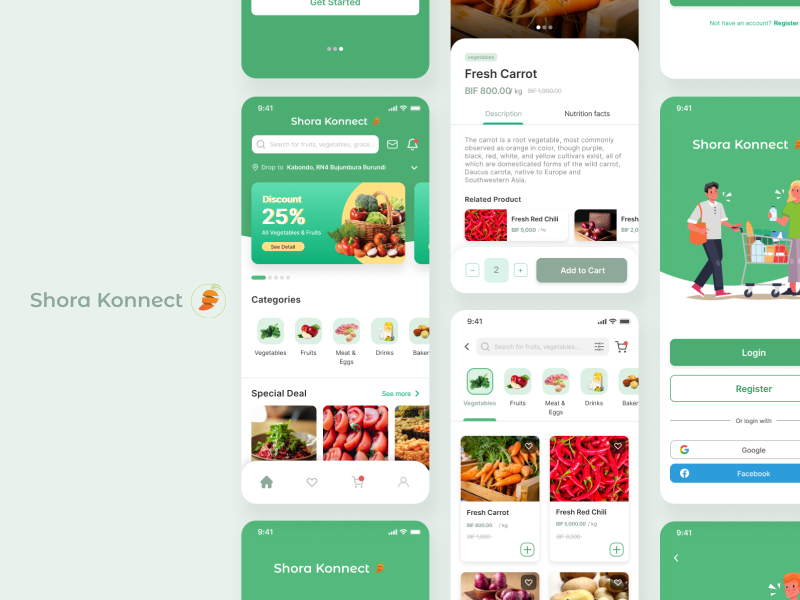 Shora Konnect
Get Started
9:41
Shora Konnect
Search for fruits, vegetables, groce...
Drop to Kabondo, RN4 Bujumbura Burundi
Discount
25%
All Vegetables & Fruits
See Detail
Categories
Vegetables
Fruits
Meat &
Eggs
Drinks
Baker
Special Deal
See more
9:41
Shora Konnect
vegetables
Fresh Carrot
BIF 800.00/ kg BIF 1,000.00
Description
Nutrition facts
The carrot is a root vegetable, most commonly
observed as orange in color, though purple,
black, red, white, and yellow cultivars exist, all of
which are domesticated forms of the wild carrot,
Daucus carota, native to Europe and
Southwestern Asia.
Related Product
Fresh Red Chili
BIF 5,000 / kg
Fresh
BIF 2,0
2
Add to Cart
9:41
Search for fruits, vegetables...
Vegetables
Fruits
Meat &
Eggs
Drinks
Baker
Fresh Carrot
BIF 800.00 / kg
BIF 1,000
Fresh Red Chili
BIF 5,000.00 / kg
BIF 6,000
Not have an account? Register
9:41
Shora Konnect
Login
Register
Or login with
Google
Facebook
9:41